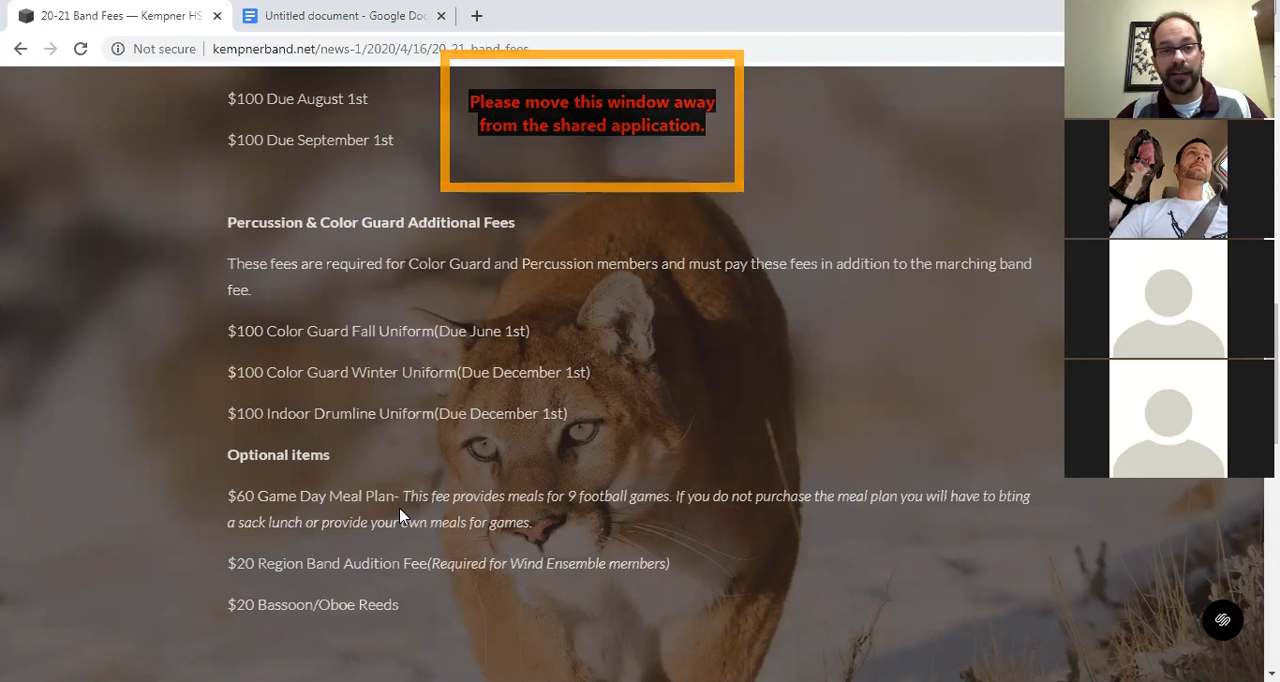 20-21 Band Fees — Kempner HS
Untitled document - Google Doc
Not secure
kempnerband.net/news-1/2020/4/16/20_21_band_fees
$100 Due August 1st
Please move this window away
from the shared application.
$100 Due September 1st
Percussion & Color Guard Additional Fees
These fees are required for Color Guard and Percussion members and must pay these fees in addition to the marching band
fee.
$100 Color Guard Fall Uniform(Due June 1st)
$100 Color Guard Winter Uniform(Due December 1st)
$100 Indoor Drumline Uniform(Due December 1st)
Optional items
$60 Game Day Meal Plan- This fee provides meals for 9 football games. If you do not purchase the meal plan you will have to bting
a sack lunch or provide your own meals for games.
$20 Region Band Audition Fee(Required for Wind Ensemble members)
$20 Bassoon/Oboe Reeds